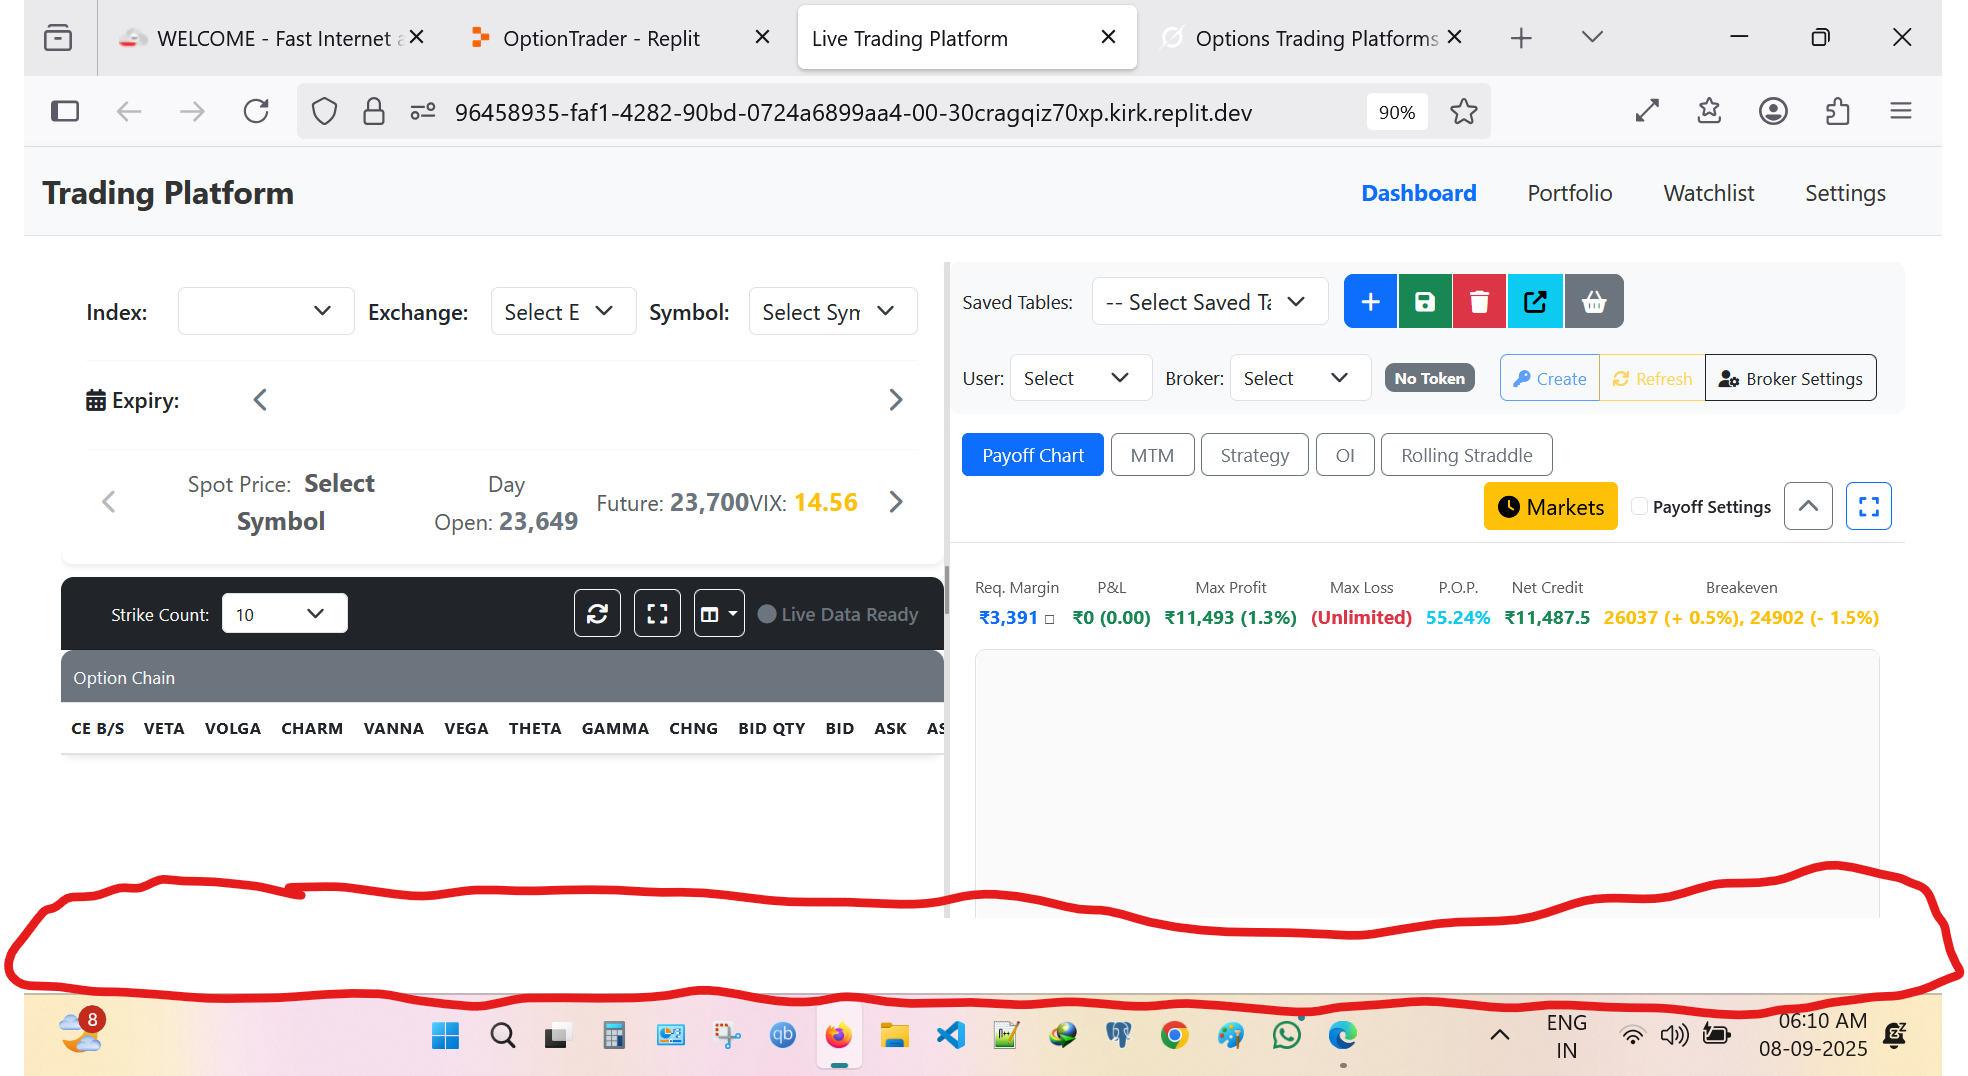 WELCOME - Fast Internet a
OptionTrader - Replit
Live Trading Platform
Options Trading Platforms
96458935-faf1-4282-90bd-0724a6899aa4-00-30cragqiz70xp.kirk.replit.dev
90%
Trading Platform
Dashboard
Portfolio
Watchlist
Settings
Index:
Exchange:
Select E
Symbol:
Select Sym
Expiry:
Spot Price: Select
Symbol
Day
Open: 23,649
Future: 23,700VIX: 14.56
Strike Count:
10
Live Data Ready
Option Chain
CE B/S VETA VOLGA CHARM VANNA VEGA THETA GAMMA CHNG BID QTY BID ASK AS
Saved Tables:
-- Select Saved Ta
User:
Select
Broker:
Select
No Token
Create
Refresh
Broker Settings
Payoff Chart
MTM
Strategy
OI
Rolling Straddle
Markets
Payoff Settings
Req. Margin P&L Max Profit Max Loss P.O.P. Net Credit Breakeven
₹3,391 ₹0 (0.00) ₹11,493 (1.3%) (Unlimited) 55.24% ₹11,487.5 26037 (+ 0.5%), 24902 (- 1.5%)
8
qb
ENG
IN
06:10 AM
08-09-2025